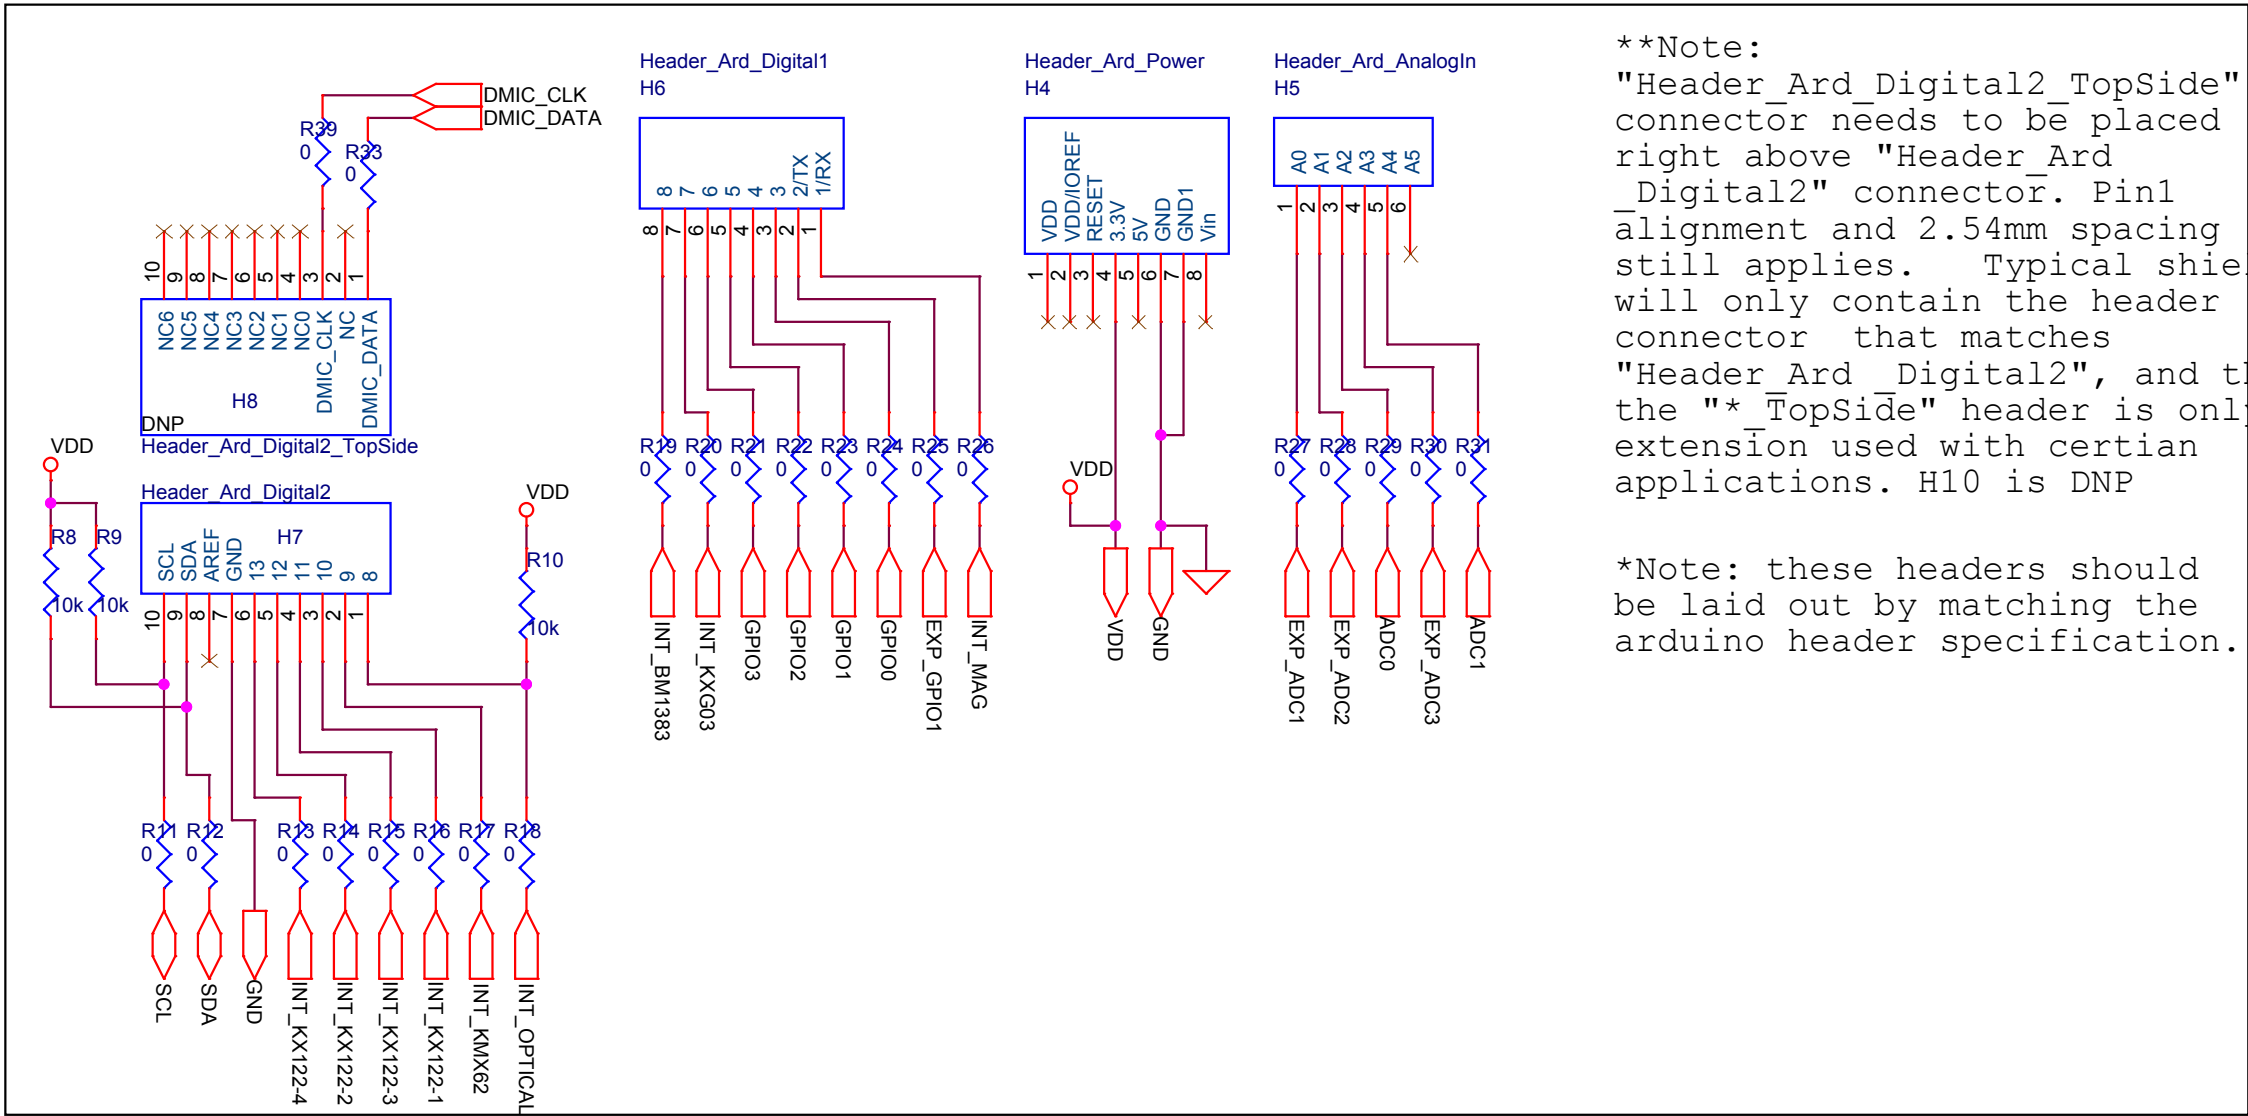 DMIC_CLK
DMIC_DATA
R39
0
R33
0
10
9
8
7
6
5
4
3
2
1
NC6
NC5
NC4
NC3
NC2
NC1
NC0
DMIC_CLK
NC
DMIC_DATA
H8
DNP
Header_Ard_Digital2_TopSide
VDD
Header_Ard_Digital2
H7
SCL
SDA
AREF
GND
13
12
11
10
9
8
10
9
8
7
6
5
4
3
2
1
R8
10k
R9
10k
VDD
R10
10k
R11
0
R12
0
R13
0
R14
0
R15
0
R16
0
R17
0
R18
0
SCL
SDA
GND
INT_KX122-4
INT_KX122-2
INT_KX122-3
INT_KX122-1
INT_KMX62
INT_OPTICAL
Header_Ard_Digital1
H6
8
7
6
5
4
3
2/TX
1/RX
8
7
6
5
4
3
2
1
R19
0
R20
0
R21
0
R22
0
R23
0
R24
0
R25
0
R26
0
INT_BM1383
INT_KXG03
GPIO3
GPIO2
GPIO1
GPIO0
EXP_GPIO1
INT_MAG
Header_Ard_Power
H4
VDD
VDD/IOREF
RESET
3.3V
5V
GND
GND1
Vin
1
2
3
4
5
6
7
8
VDD
VDD
GND
Header_Ard_AnalogIn
H5
A0
A1
A2
A3
A4
A5
1
2
3
4
5
6
R27
0
R28
0
R29
0
R30
0
R31
0
EXP_ADC1
EXP_ADC2
ADC0
EXP_ADC3
ADC1
**Note:
"Header_Ard_Digital2_TopSide"
connector needs to be placed
right above "Header_Ard
_Digital2" connector. Pin1
alignment and 2.54mm spacing
still applies.   Typical shiel
will only contain the header
connector  that matches
"Header_Ard _Digital2", and th
the "*_TopSide" header is only
extension used with certian
applications. H10 is DNP
*Note: these headers should
be laid out by matching the
arduino header specification.